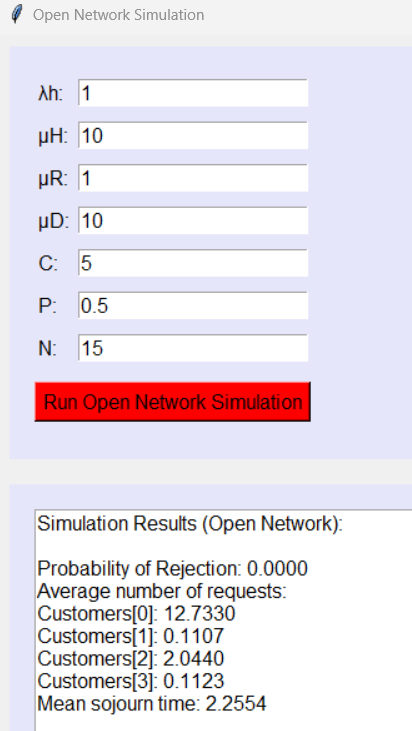 Open Network Simulation
λh: 1
μH: 10
μR: 1
μD: 10
C: 5
P: 0.5
N: 15
Run Open Network Simulation
Simulation Results (Open Network):
Probability of Rejection: 0.0000
Average number of requests:
Customers[0]: 12.7330
Customers[1]: 0.1107
Customers[2]: 2.0440
Customers[3]: 0.1123
Mean sojourn time: 2.2554